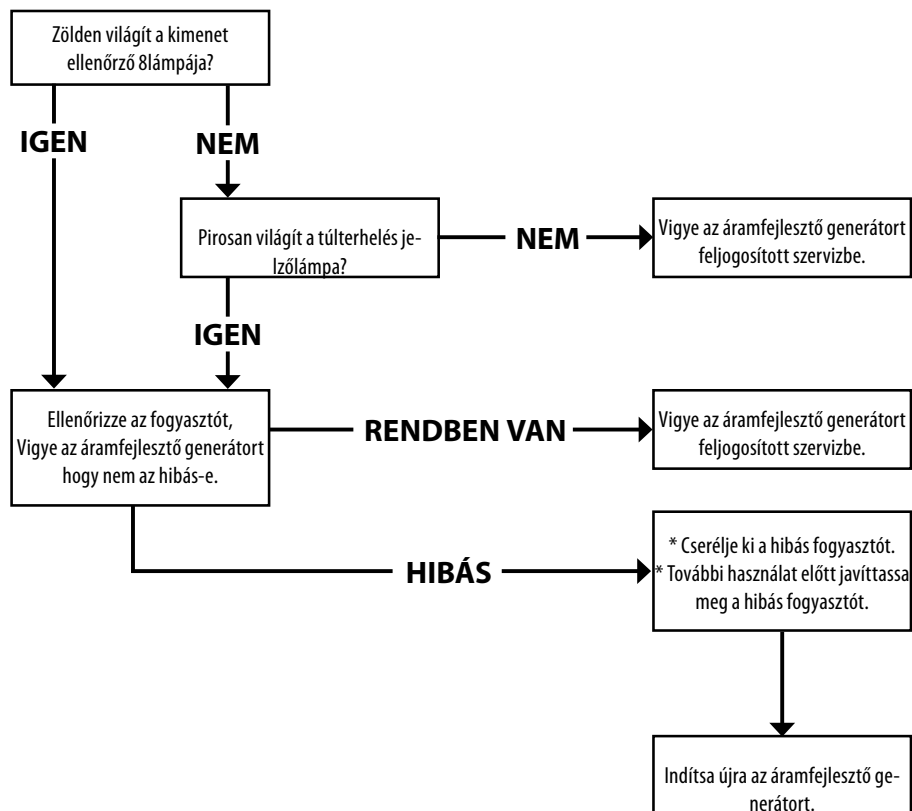 Zölden világít a kimenet
ellenőrző 8lámpája?
IGEN
NEM
Pirosan világít a túlterhelés je-
lzőlámpa?
NEM
Vigye az áramfejlesztő generátort
feljogosított szervizbe.
IGEN
Ellenőrizze az fogyasztót,
Vigye az áramfejlesztő generátort
hogy nem az hibás-e.
RENDBEN VAN
Vigye az áramfejlesztő generátort
feljogosított szervizbe.
HIBÁS
* Cserélje ki a hibás fogyasztót.
* További használat előtt javíttassa
meg a hibás fogyasztót.
Indítsa újra az áramfejlesztő ge-
nerátort.